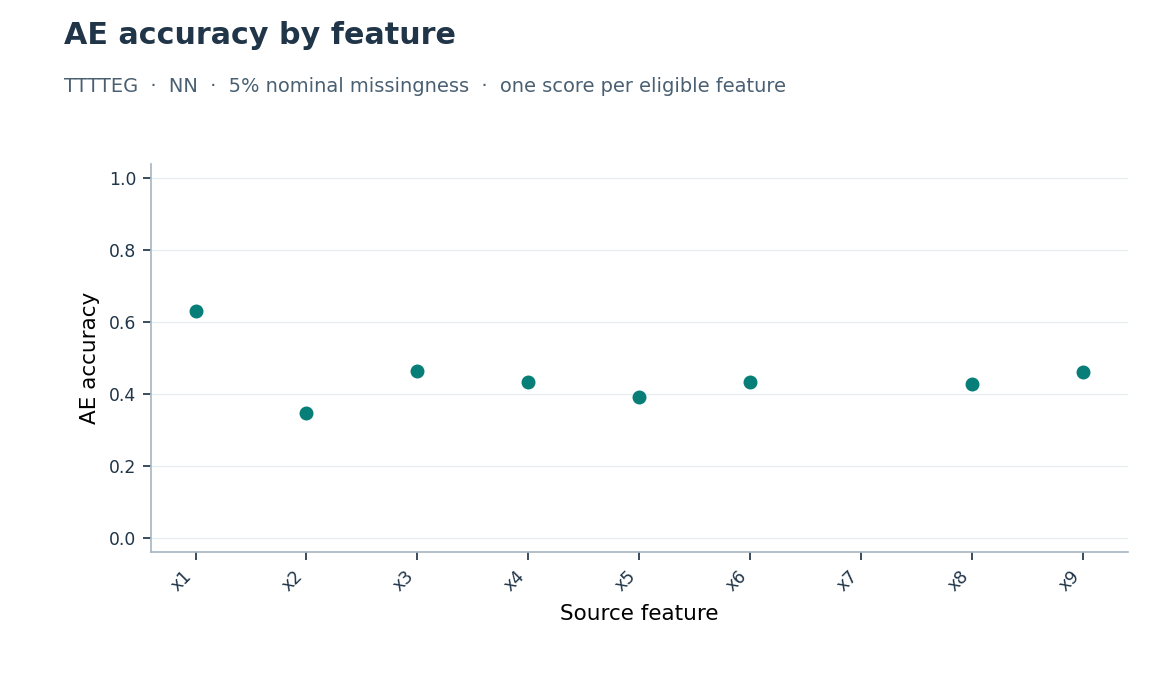 AE accuracy by feature
TTTTEG · NN · 5% nominal missingness · one score per eligible feature
1.0
0.8
0.6
0.4
0.2
0.0
AE accuracy
x1 x2 x3 x4 x5 x6 x7 x8 x9
Source feature